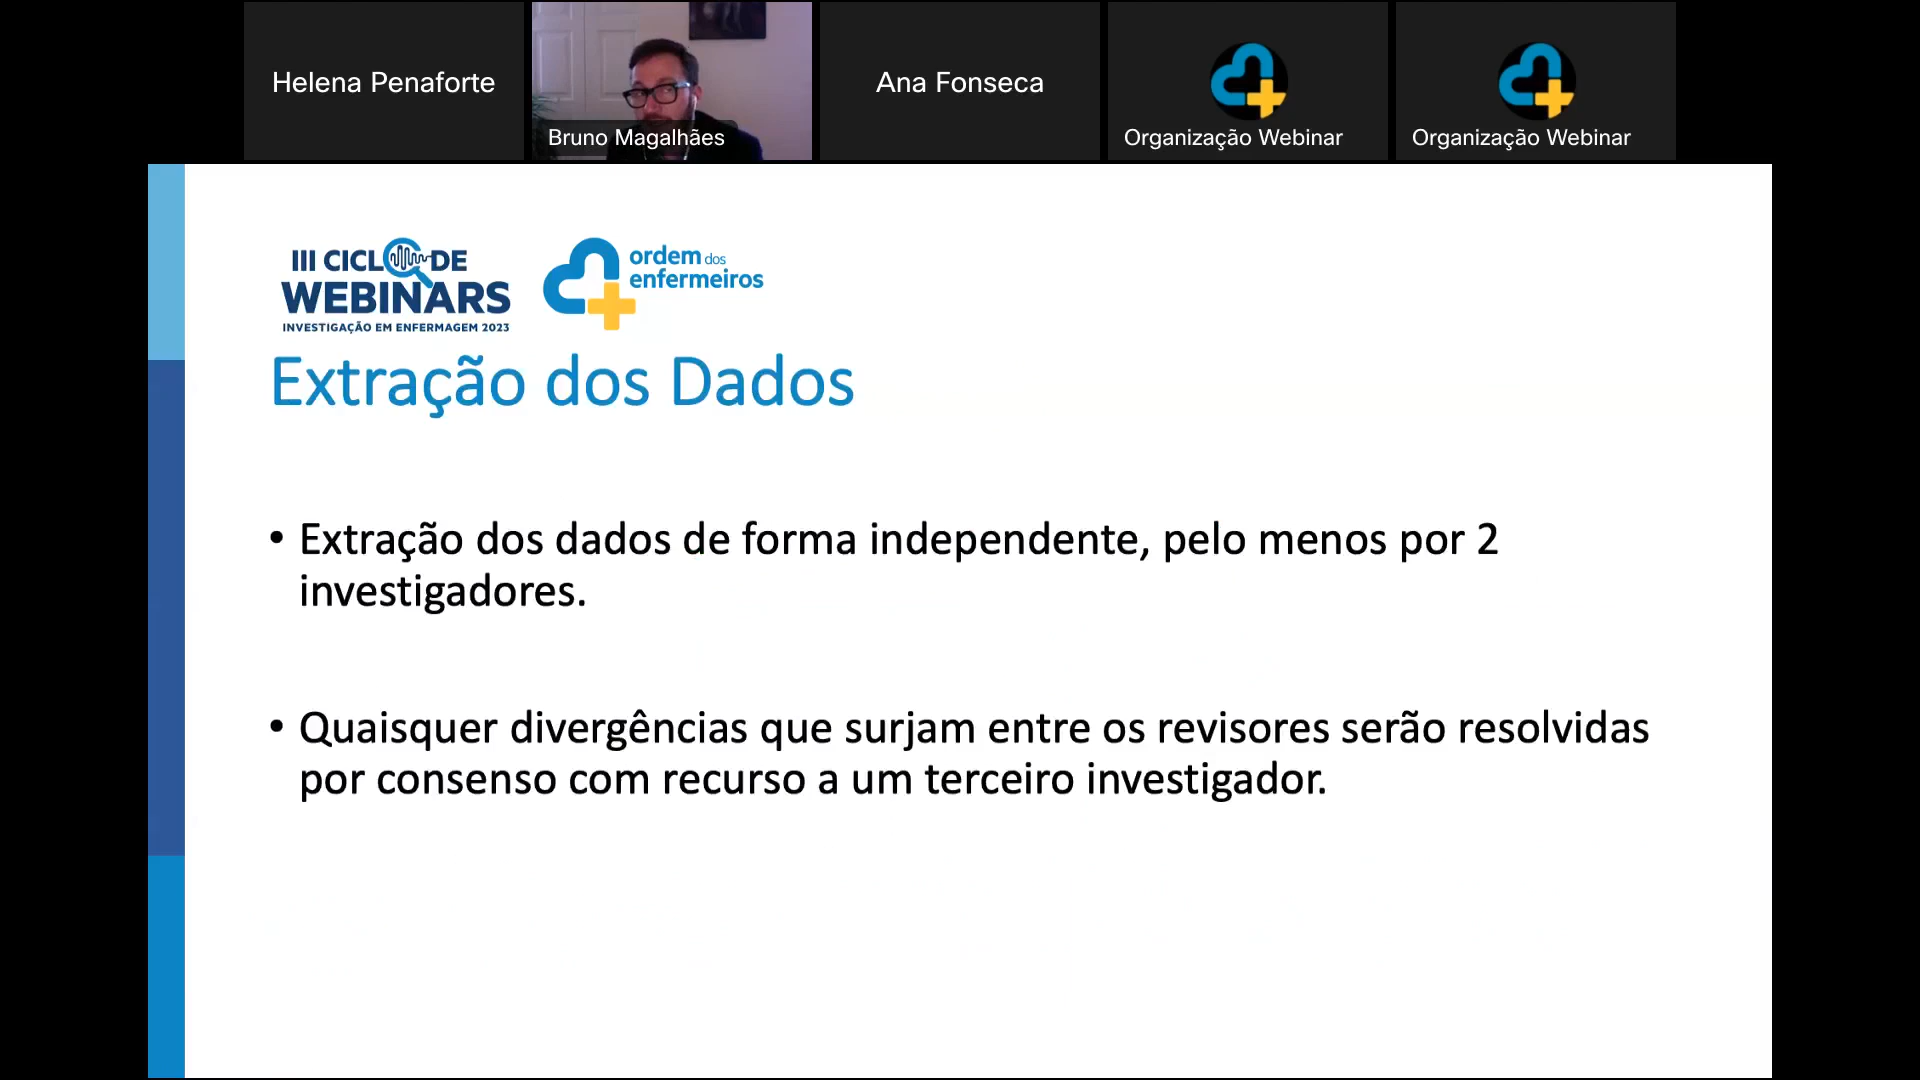 Helena Penaforte
Bruno Magalhães
Ana Fonseca
Organização Webinar
Organização Webinar
III CICLO DE
WEBINARS
INVESTIGAÇÃO EM ENFERMAGEM 2023
ordem dos
enfermeiros
Extração dos Dados
• Extração dos dados de forma independente, pelo menos por 2
investigadores.
• Quaisquer divergências que surjam entre os revisores serão resolvidas
por consenso com recurso a um terceiro investigador.